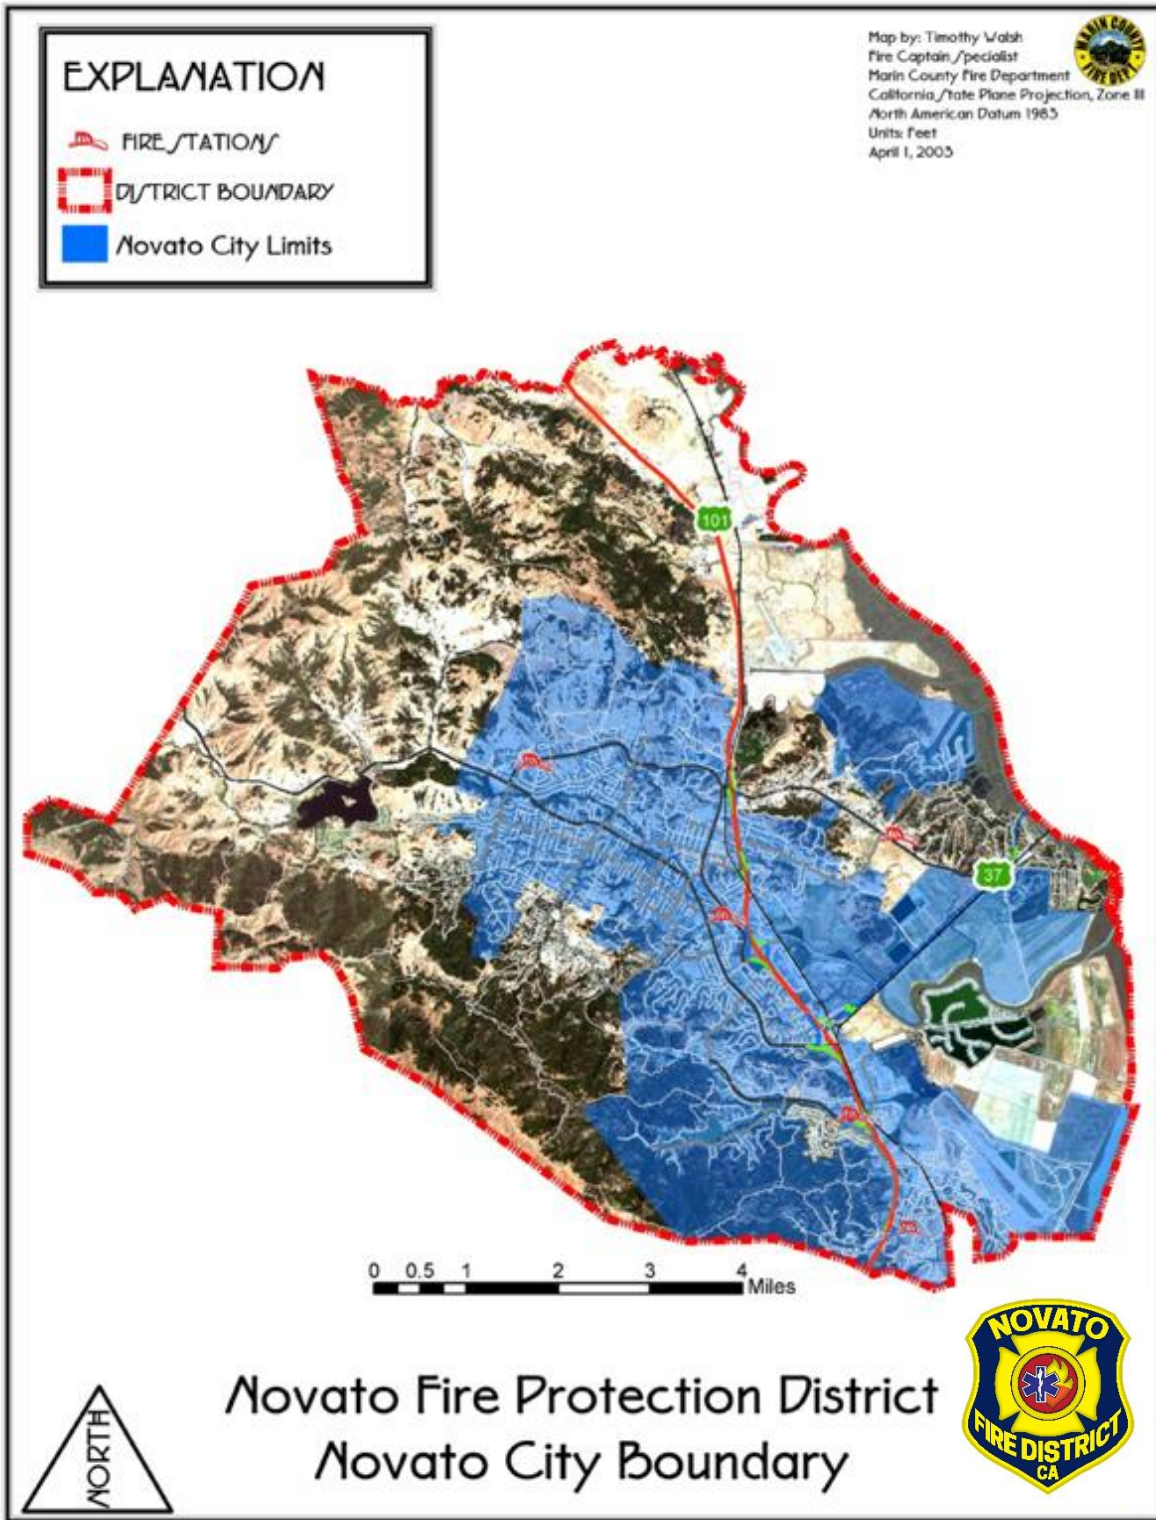 EXPLANATION
FIRE STATIONS
DISTRICT BOUNDARY
Novato City Limits
Map by: Timothy Walsh
Fire Captain Specialist
Marin County Fire Department
California State Plane Projection, Zone III
North American Datum 1983
Units: Feet
April 1, 2003
MARIN COUNTY
FIRE DEPT.
101
37
0 0.5 1 2 3 4
Miles
NORTH
Novato Fire Protection District
Novato City Boundary
NOVATO
FIRE DISTRICT
CA